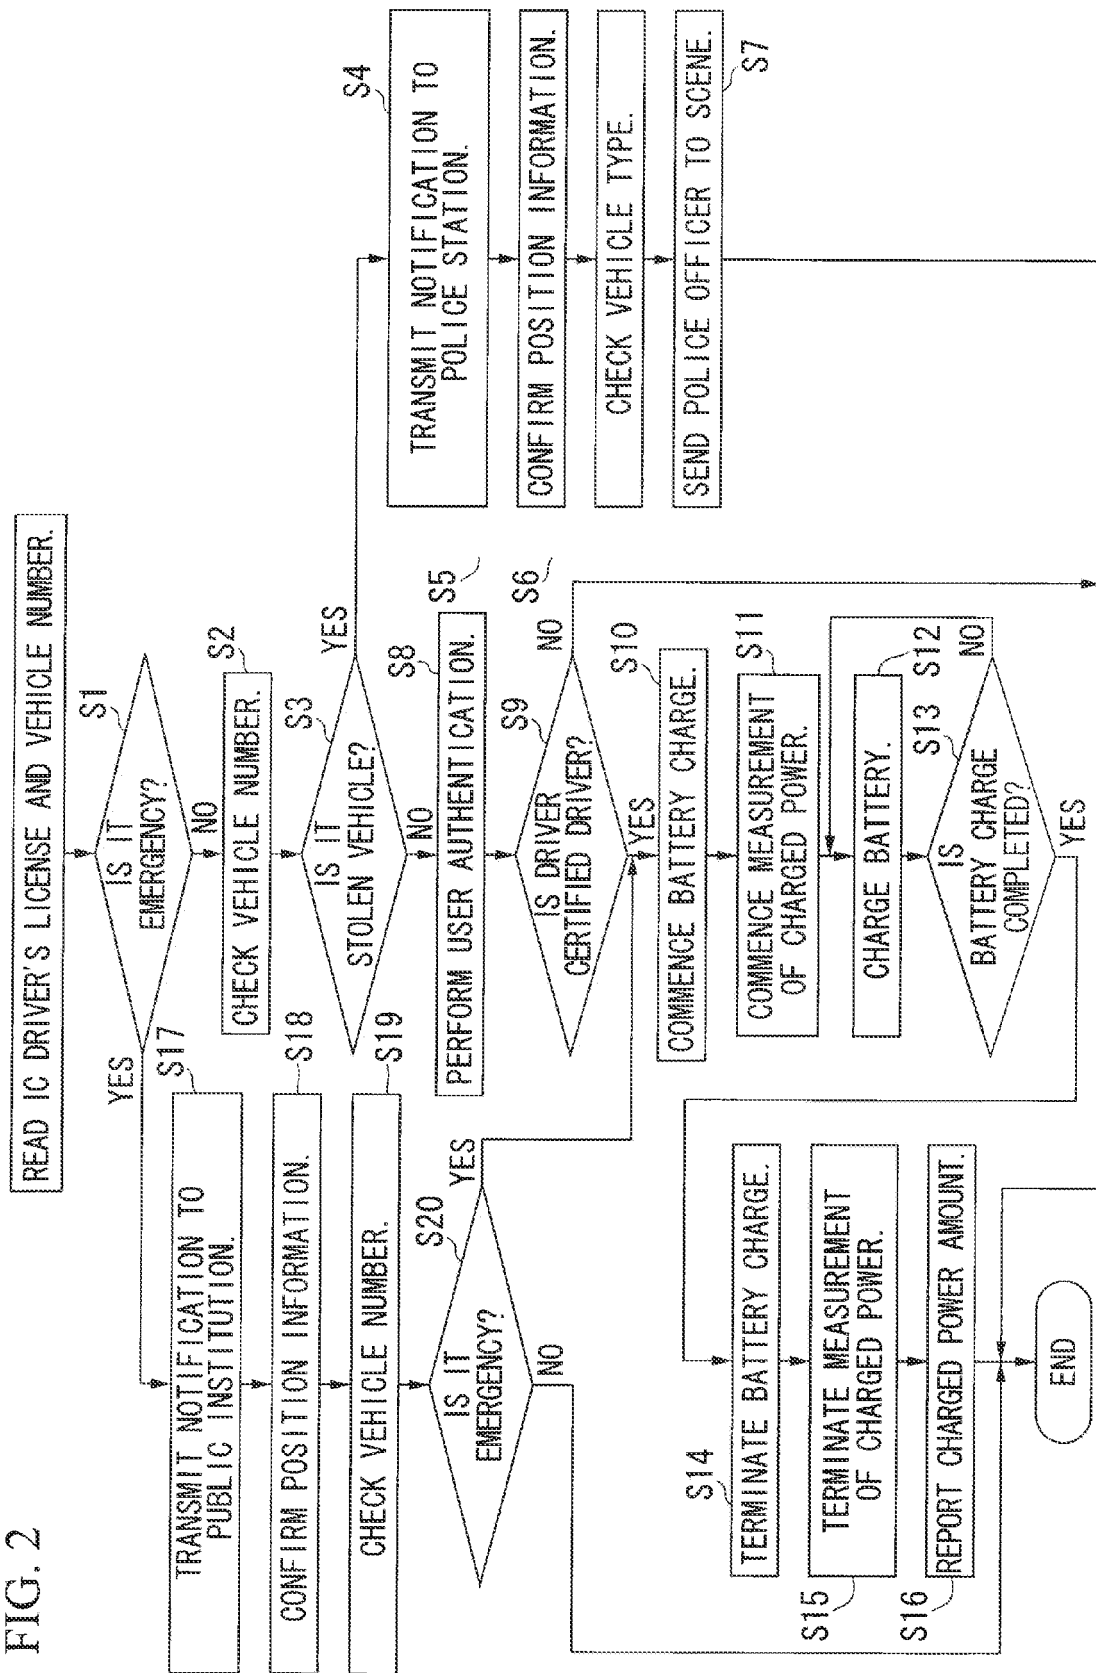 FIG. 2
READ IC DRIVER'S LICENSE AND VEHICLE NUMBER.
S1
IS IT
EMERGENCY?
YES
NO
S2
CHECK VEHICLE NUMBER.
S3
IS IT
STOLEN VEHICLE?
YES
NO
S4
TRANSMIT NOTIFICATION TO
POLICE STATION.
S5
CONFIRM POSITION INFORMATION.
S6
CHECK VEHICLE TYPE.
S7
SEND POLICE OFFICER TO SCENE.
S8
PERFORM USER AUTHENTICATION.
S9
IS DRIVER
CERTIFIED DRIVER?
NO
YES
S10
COMMENCE BATTERY CHARGE.
S11
COMMENCE MEASUREMENT
OF CHARGED POWER.
S12
CHARGE BATTERY.
S13
IS
BATTERY CHARGE
COMPLETED?
NO
YES
S17
TRANSMIT NOTIFICATION TO
PUBLIC INSTITUTION.
S18
CONFIRM POSITION INFORMATION.
S19
CHECK VEHICLE NUMBER.
S20
IS IT
EMERGENCY?
YES
NO
S14
TERMINATE BATTERY CHARGE.
S15
TERMINATE MEASUREMENT
OF CHARGED POWER.
S16
REPORT CHARGED POWER AMOUNT.
END